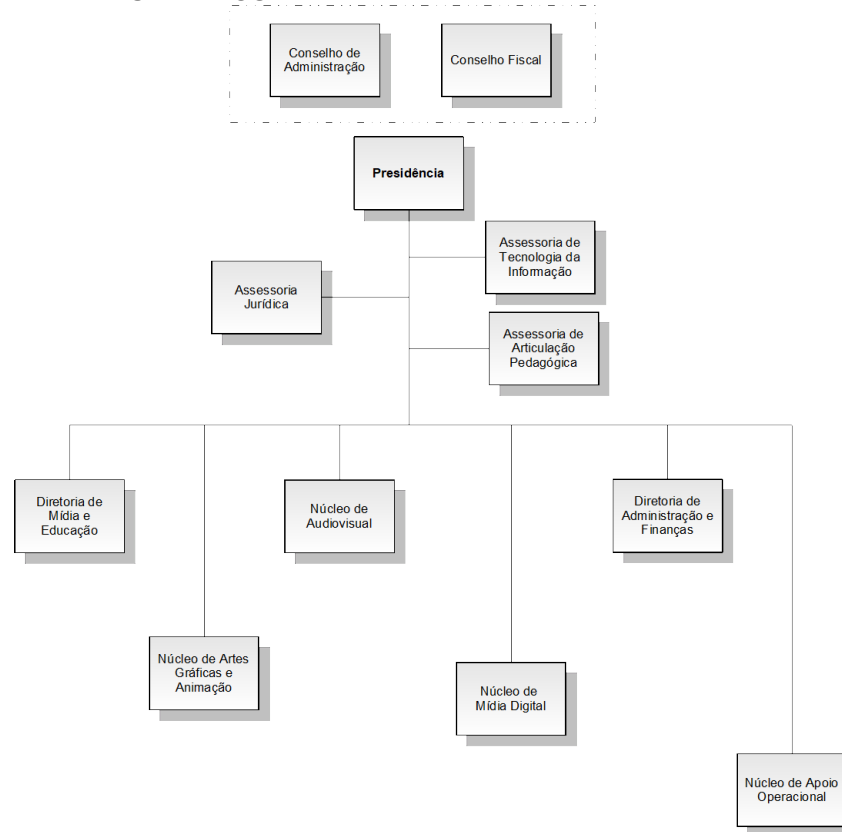 Conselho de
Administração
Conselho Fiscal
Presidência
Assessoria de
Tecnologia da
Informação
Assessoria
Jurídica
Assessoria de
Articulação
Pedagógica
Diretoria de
Mídia e
Educação
Núcleo de
Audiovisual
Diretoria de
Administração e
Finanças
Núcleo de Artes
Gráficas e
Animação
Núcleo de
Mídia Digital
Núcleo de Apoio
Operacional